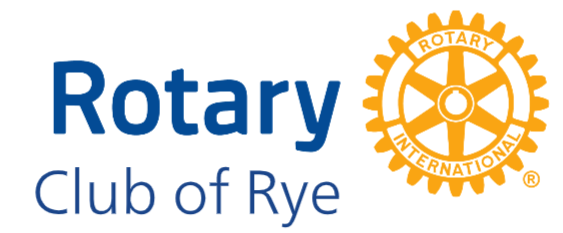 Rotary
Club of Rye
ROTARY
INTERNATIONAL
®